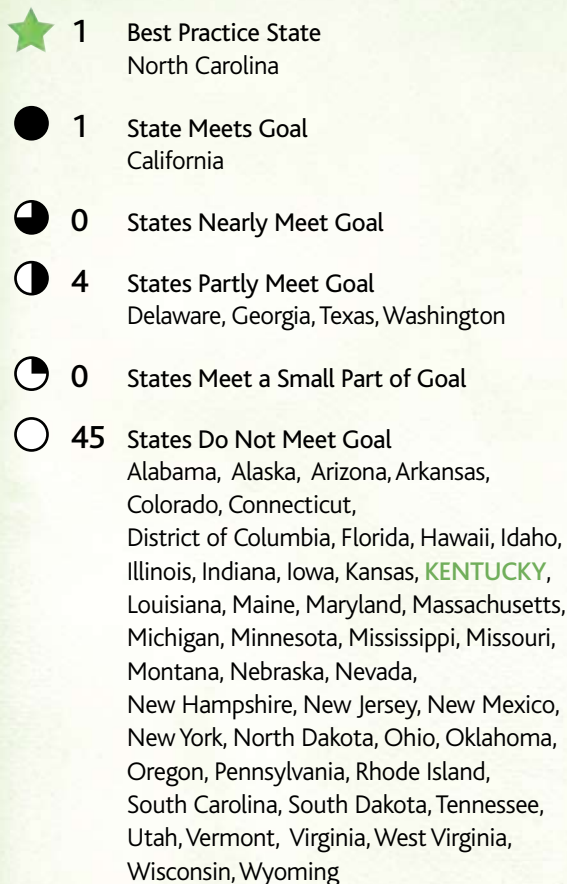 1 Best Practice State
North Carolina
1 State Meets Goal
California
0 States Nearly Meet Goal
4 States Partly Meet Goal
Delaware, Georgia, Texas, Washington
0 States Meet a Small Part of Goal
45 States Do Not Meet Goal
Alabama, Alaska, Arizona, Arkansas,
Colorado, Connecticut,
District of Columbia, Florida, Hawaii, Idaho,
Illinois, Indiana, Iowa, Kansas, KENTUCKY,
Louisiana, Maine, Maryland, Massachusetts,
Michigan, Minnesota, Mississippi, Missouri,
Montana, Nebraska, Nevada,
New Hampshire, New Jersey, New Mexico,
New York, North Dakota, Ohio, Oklahoma,
Oregon, Pennsylvania, Rhode Island,
South Carolina, South Dakota, Tennessee,
Utah, Vermont, Virginia, West Virginia,
Wisconsin, Wyoming